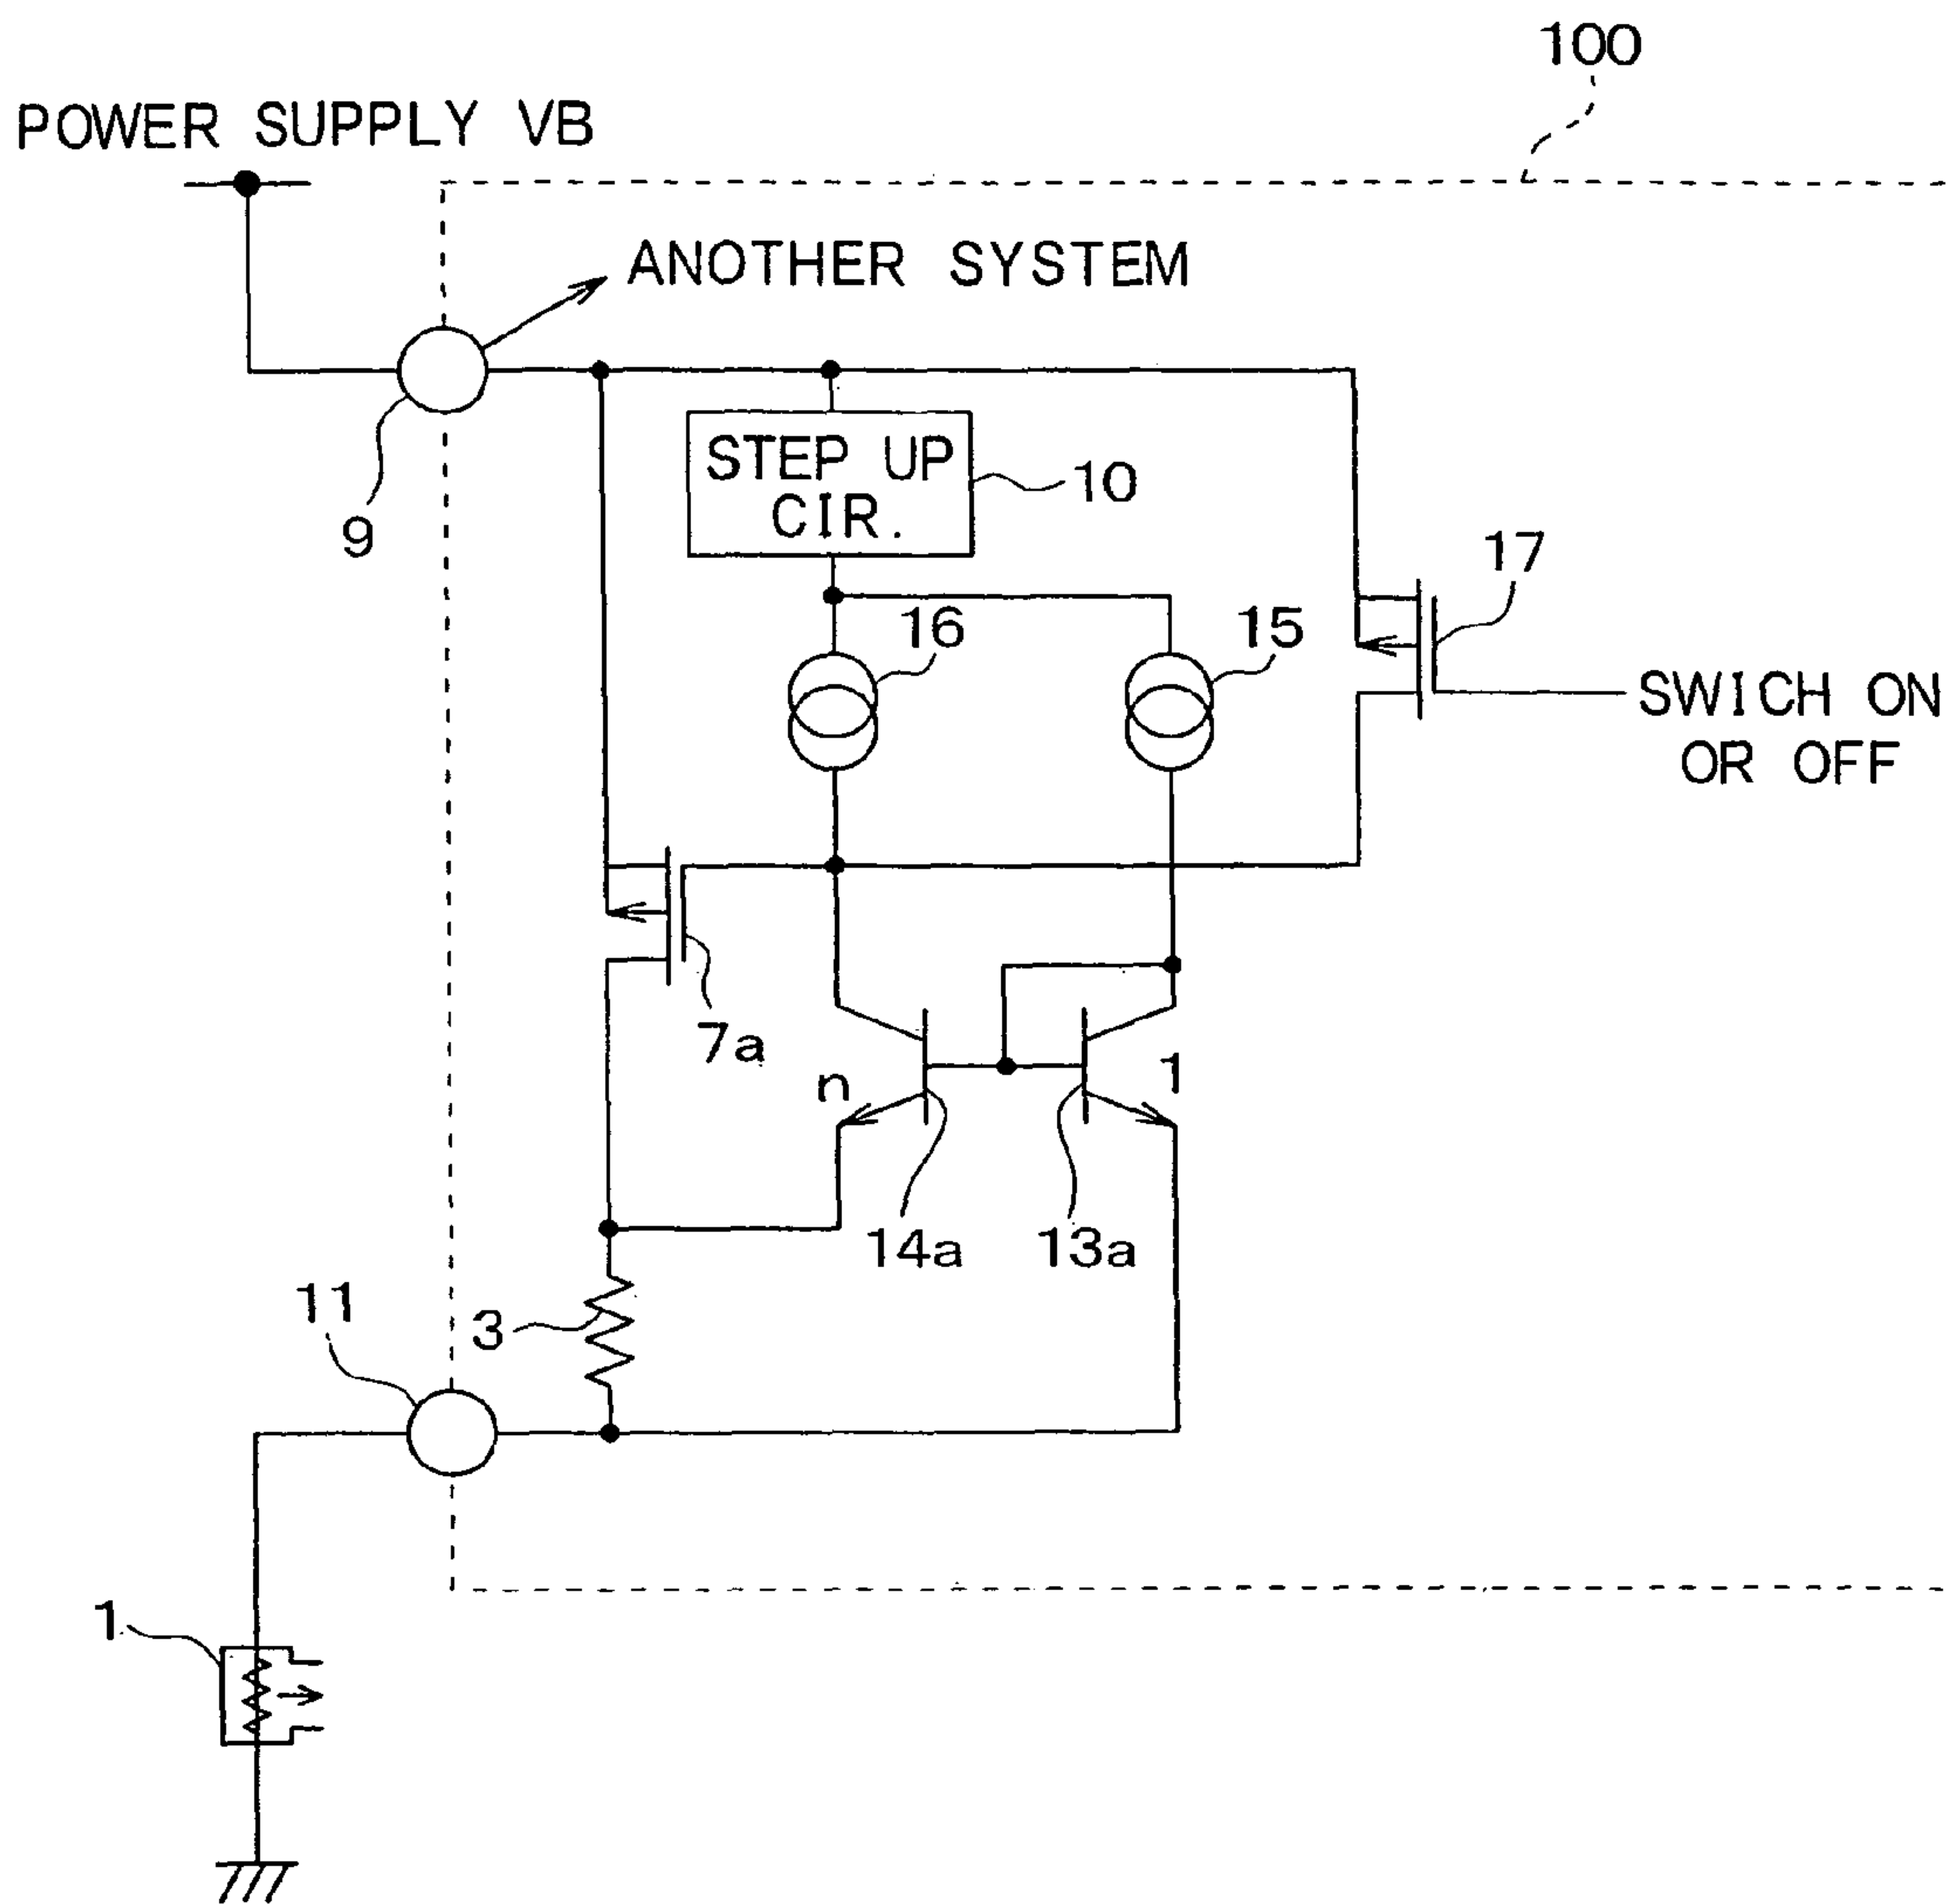 100
POWER SUPPLY VB
ANOTHER SYSTEM
STEP UP
CIR.
10
9
17
16
15
SWICH ON
OR OFF
7a
n
1
14a
13a
11
3
1